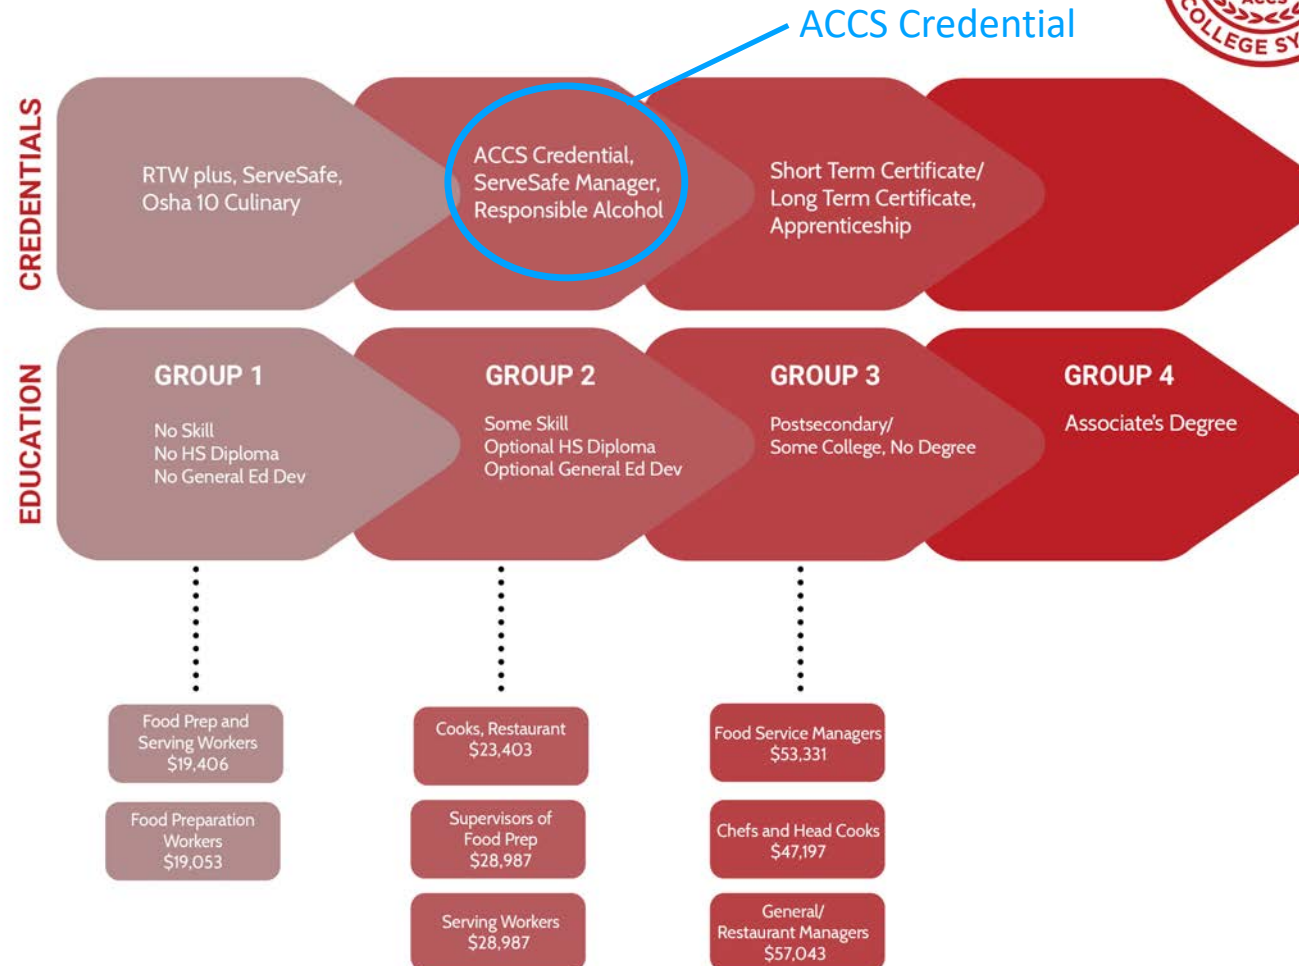 ACCS Credential
ACCS
COLLEGE SY
CREDENTIALS
RTW plus, ServeSafe,
Osha 10 Culinary
ACCS Credential,
ServeSafe Manager,
Responsible Alcohol
Short Term Certificate/
Long Term Certificate,
Apprenticeship
EDUCATION
GROUP 1
No Skill
No HS Diploma
No General Ed Dev
GROUP 2
Some Skill
Optional HS Diploma
Optional General Ed Dev
GROUP 3
Postsecondary/
Some College, No Degree
GROUP 4
Associate's Degree
Food Prep and
Serving Workers
$19,406
Food Preparation
Workers
$19,053
Cooks, Restaurant
$23,403
Supervisors of
Food Prep
$28,987
Serving Workers
$28,987
Food Service Managers
$53,331
Chefs and Head Cooks
$47,197
General/
Restaurant Managers
$57,043